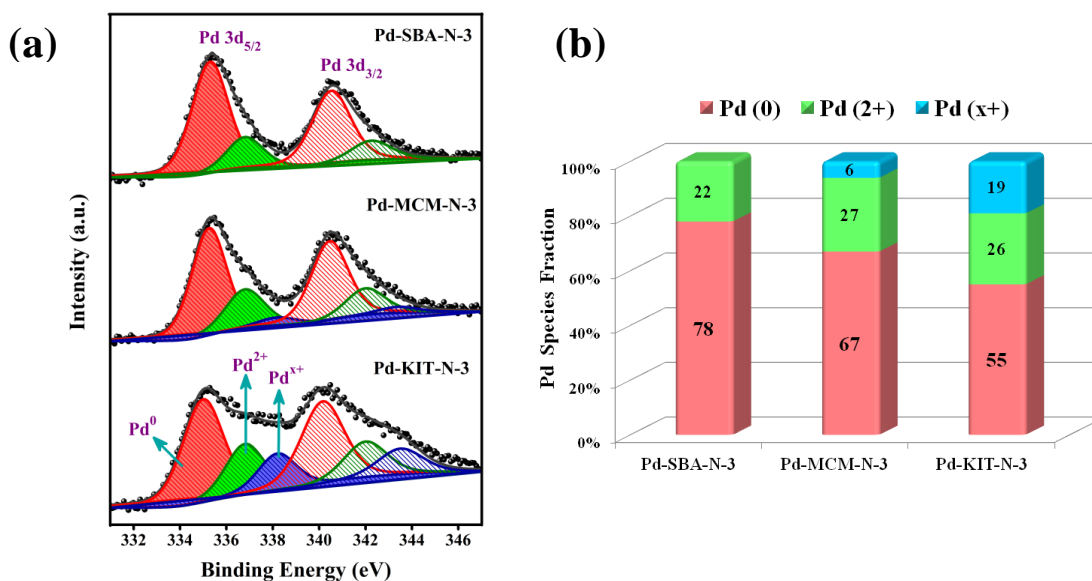 (a)
Pd-SBA-N-3
Pd 3d5/2
Pd 3d3/2
Pd-MCM-N-3
Pd-KIT-N-3
Pd0
Pd2+
Pdx+
Intensity (a.u.)
332 334 336 338 340 342 344 346
Binding Energy (eV)
(b)
Pd (0) Pd (2+) Pd (x+)
Pd Species Fraction
100%
80%
60%
40%
20%
0%
22
78
6
27
67
19
26
55
Pd-SBA-N-3 Pd-MCM-N-3 Pd-KIT-N-3